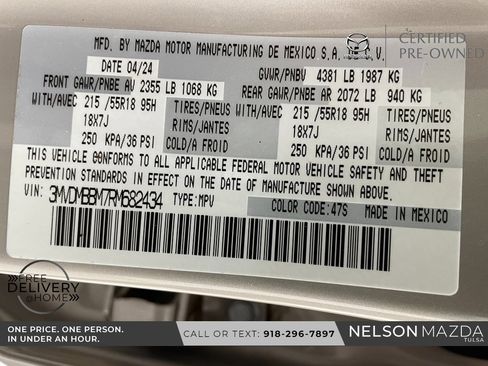 CERTIFIED
PRE-OWNED
MFD. BY MAZDA MOTOR MANUFACTURING DE MEXICO S.A. DE C.V.
DATE 04/24
GVWR/PNBV 4381 LB 1987 KG
FRONT GAWR/PNBE AV 2355 LB 1068 KG
REAR GAWR/PNBE AR 2072 LB 940 KG
WITH/AVEC 215 /55R18 95H TIRES/PNEUS
WITH/AVEC 215 /55R18 95H TIRES/PNEUS
18X7J RIMS/JANTES
18X7J RIMS/JANTES
250 KPA/36 PSI COLD/A FROID
250 KPA/36 PSI COLD/A FROID
THIS VEHICLE CONFORMS TO ALL APPLICABLE FEDERAL MOTOR VEHICLE SAFETY AND THEFT
PREVENTION STANDARDS IN EFFECT ON THE DATE OF MANUFACTURE SHOWN ABOVE.
VIN: 3MVDMBBM7RM682434 TYPE:MPV
COLOR CODE:47S MADE IN MEXICO
FREE
DELIVERY
@HOME
ONE PRICE. ONE PERSON.
IN UNDER AN HOUR.
CALL OR TEXT: 918-296-7897
NELSON MAZDA
TULSA